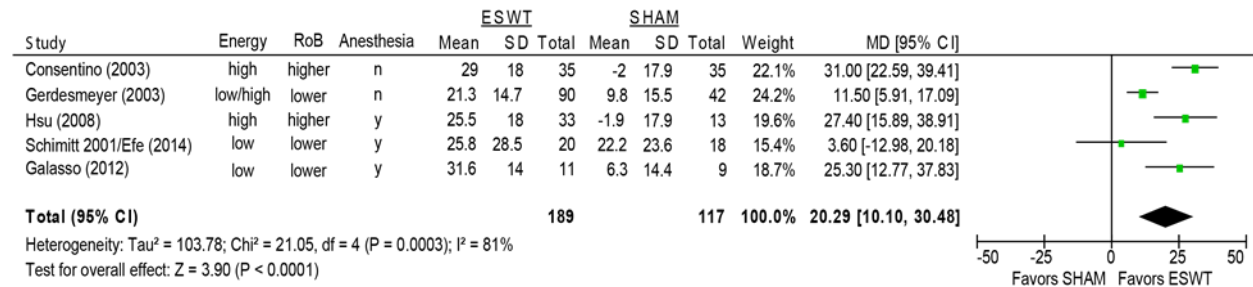 ESWT SHAM
Study Energy RoB Anesthesia Mean SD Total Mean SD Total Weight MD [95% CI]
Consentino (2003) high higher n 29 18 35 -2 17.9 35 22.1% 31.00 [22.59, 39.41]
Gerdesmeyer (2003) low/high lower n 21.3 14.7 90 9.8 15.5 42 24.2% 11.50 [5.91, 17.09]
Hsu (2008) high higher y 25.5 18 33 -1.9 17.9 13 19.6% 27.40 [15.89, 38.91]
Schimitt 2001/Efe (2014) low lower y 25.8 28.5 20 22.2 23.6 18 15.4% 3.60 [-12.98, 20.18]
Galasso (2012) low lower y 31.6 14 11 6.3 14.4 9 18.7% 25.30 [12.77, 37.83]
Total (95% CI) 189 117 100.0% 20.29 [10.10, 30.48]
Heterogeneity: Tau² = 103.78; Chi² = 21.05, df = 4 (P = 0.0003); I² = 81%
Test for overall effect: Z = 3.90 (P < 0.0001)
-50 -25 0 25 50
Favors SHAM Favors ESWT